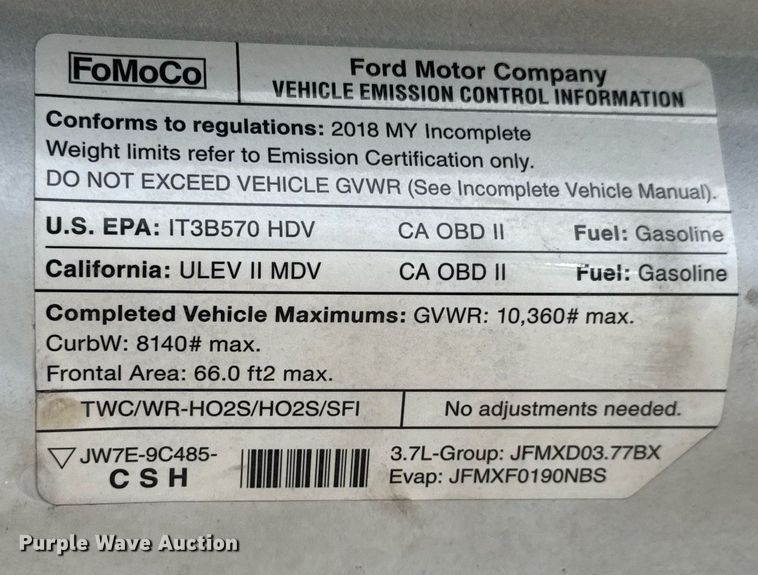 FoMoCo
Ford Motor Company
VEHICLE EMISSION CONTROL INFORMATION
Conforms to regulations: 2018 MY Incomplete
Weight limits refer to Emission Certification only.
DO NOT EXCEED VEHICLE GVWR (See Incomplete Vehicle Manual).
U.S. EPA: IT3B570 HDV CA OBD II Fuel: Gasoline
California: ULEV II MDV CA OBD II Fuel: Gasoline
Completed Vehicle Maximums: GVWR: 10,360# max.
CurbW: 8140# max.
Frontal Area: 66.0 ft2 max.
TWC/WR-HO2S/HO2S/SFI No adjustments needed.
JW7E-9C485-
C S H
3.7L-Group: JFMXD03.77BX
Evap: JFMXF0190NBS
Purple Wave Auction